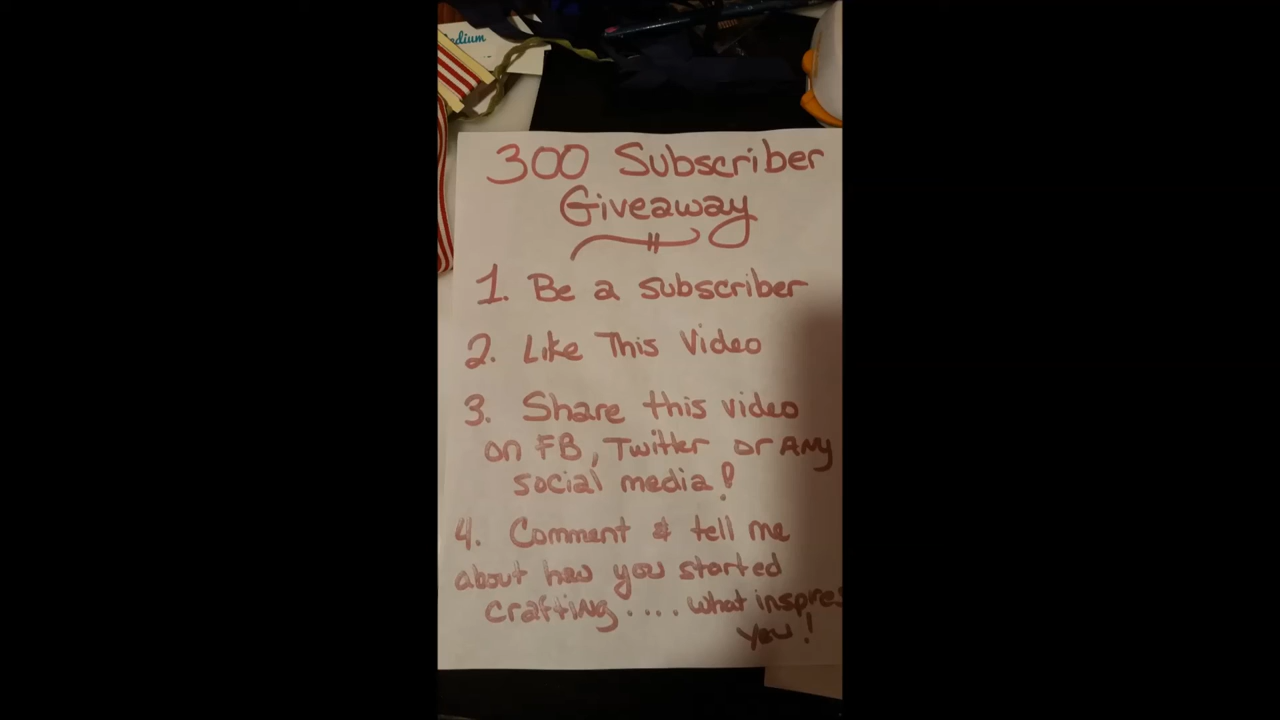 edium
300 Subscriber
Giveaway
1. Be a subscriber
2. Like This Video
3. Share this video
on FB, Twitter or Any
social media!
4. Comment & tell me
about how you started
crafting.... what inspires
you!